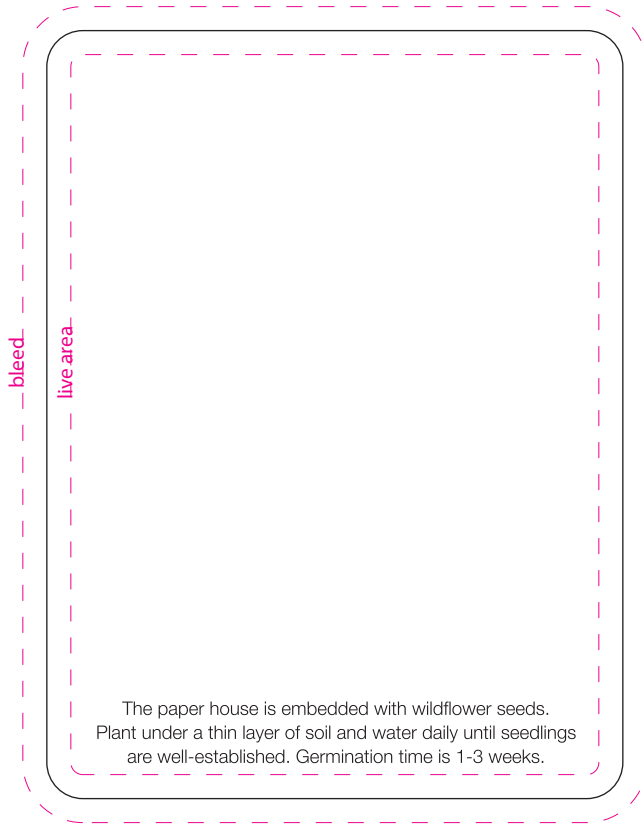 bleed
live area
The paper house is embedded with wildflower seeds.
Plant under a thin layer of soil and water daily until seedlings
are well-established. Germination time is 1-3 weeks.